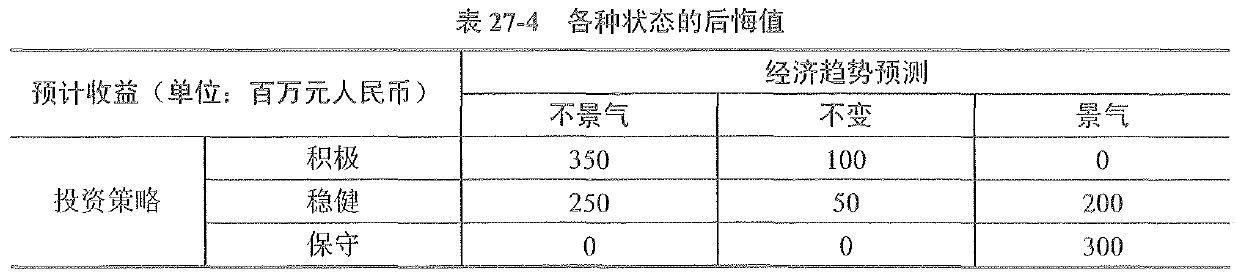 表 27-4 各种状态的后悔值
预计收益（单位：百万元人民币） 经济趋势预测
不景气 不变 景气
投资策略 积极 350 100 0
稳健 250 50 200
保守 0 0 300